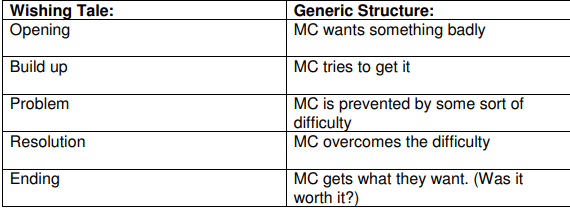 Wishing Tale: Generic Structure:
Opening MC wants something badly
Build up MC tries to get it
Problem MC is prevented by some sort of
difficulty
Resolution MC overcomes the difficulty
Ending MC gets what they want. (Was it
worth it?)